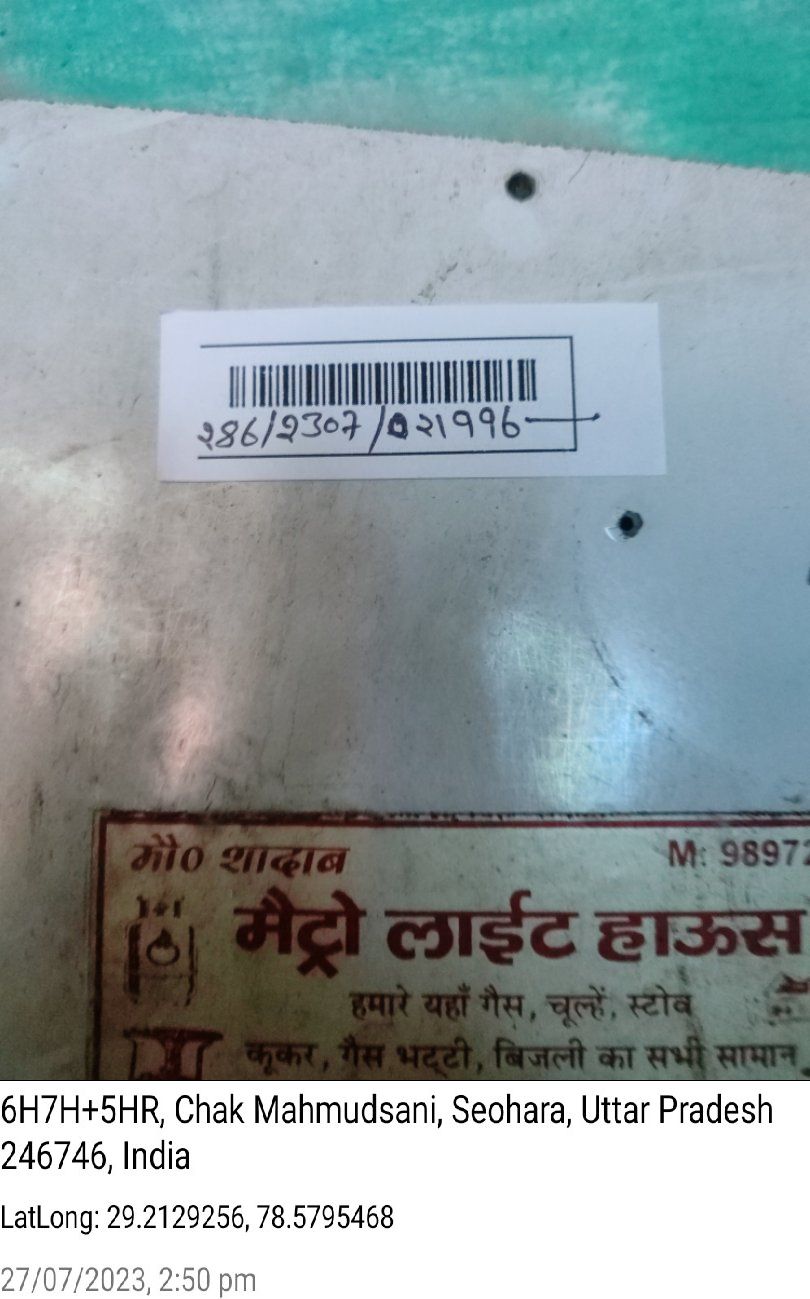 286/2307/021996
मौ0 शादाब
M: 98972
मैट्रो लाईट हाऊस
हमारे यहाँ गैस, चूल्हें, स्टोव
कूकर, गैस भट्टी, बिजली का सभी सामान
6H7H+5HR, Chak Mahmudsani, Seohara, Uttar Pradesh
246746, India
LatLong: 29.2129256, 78.5795468
27/07/2023, 2:50 pm